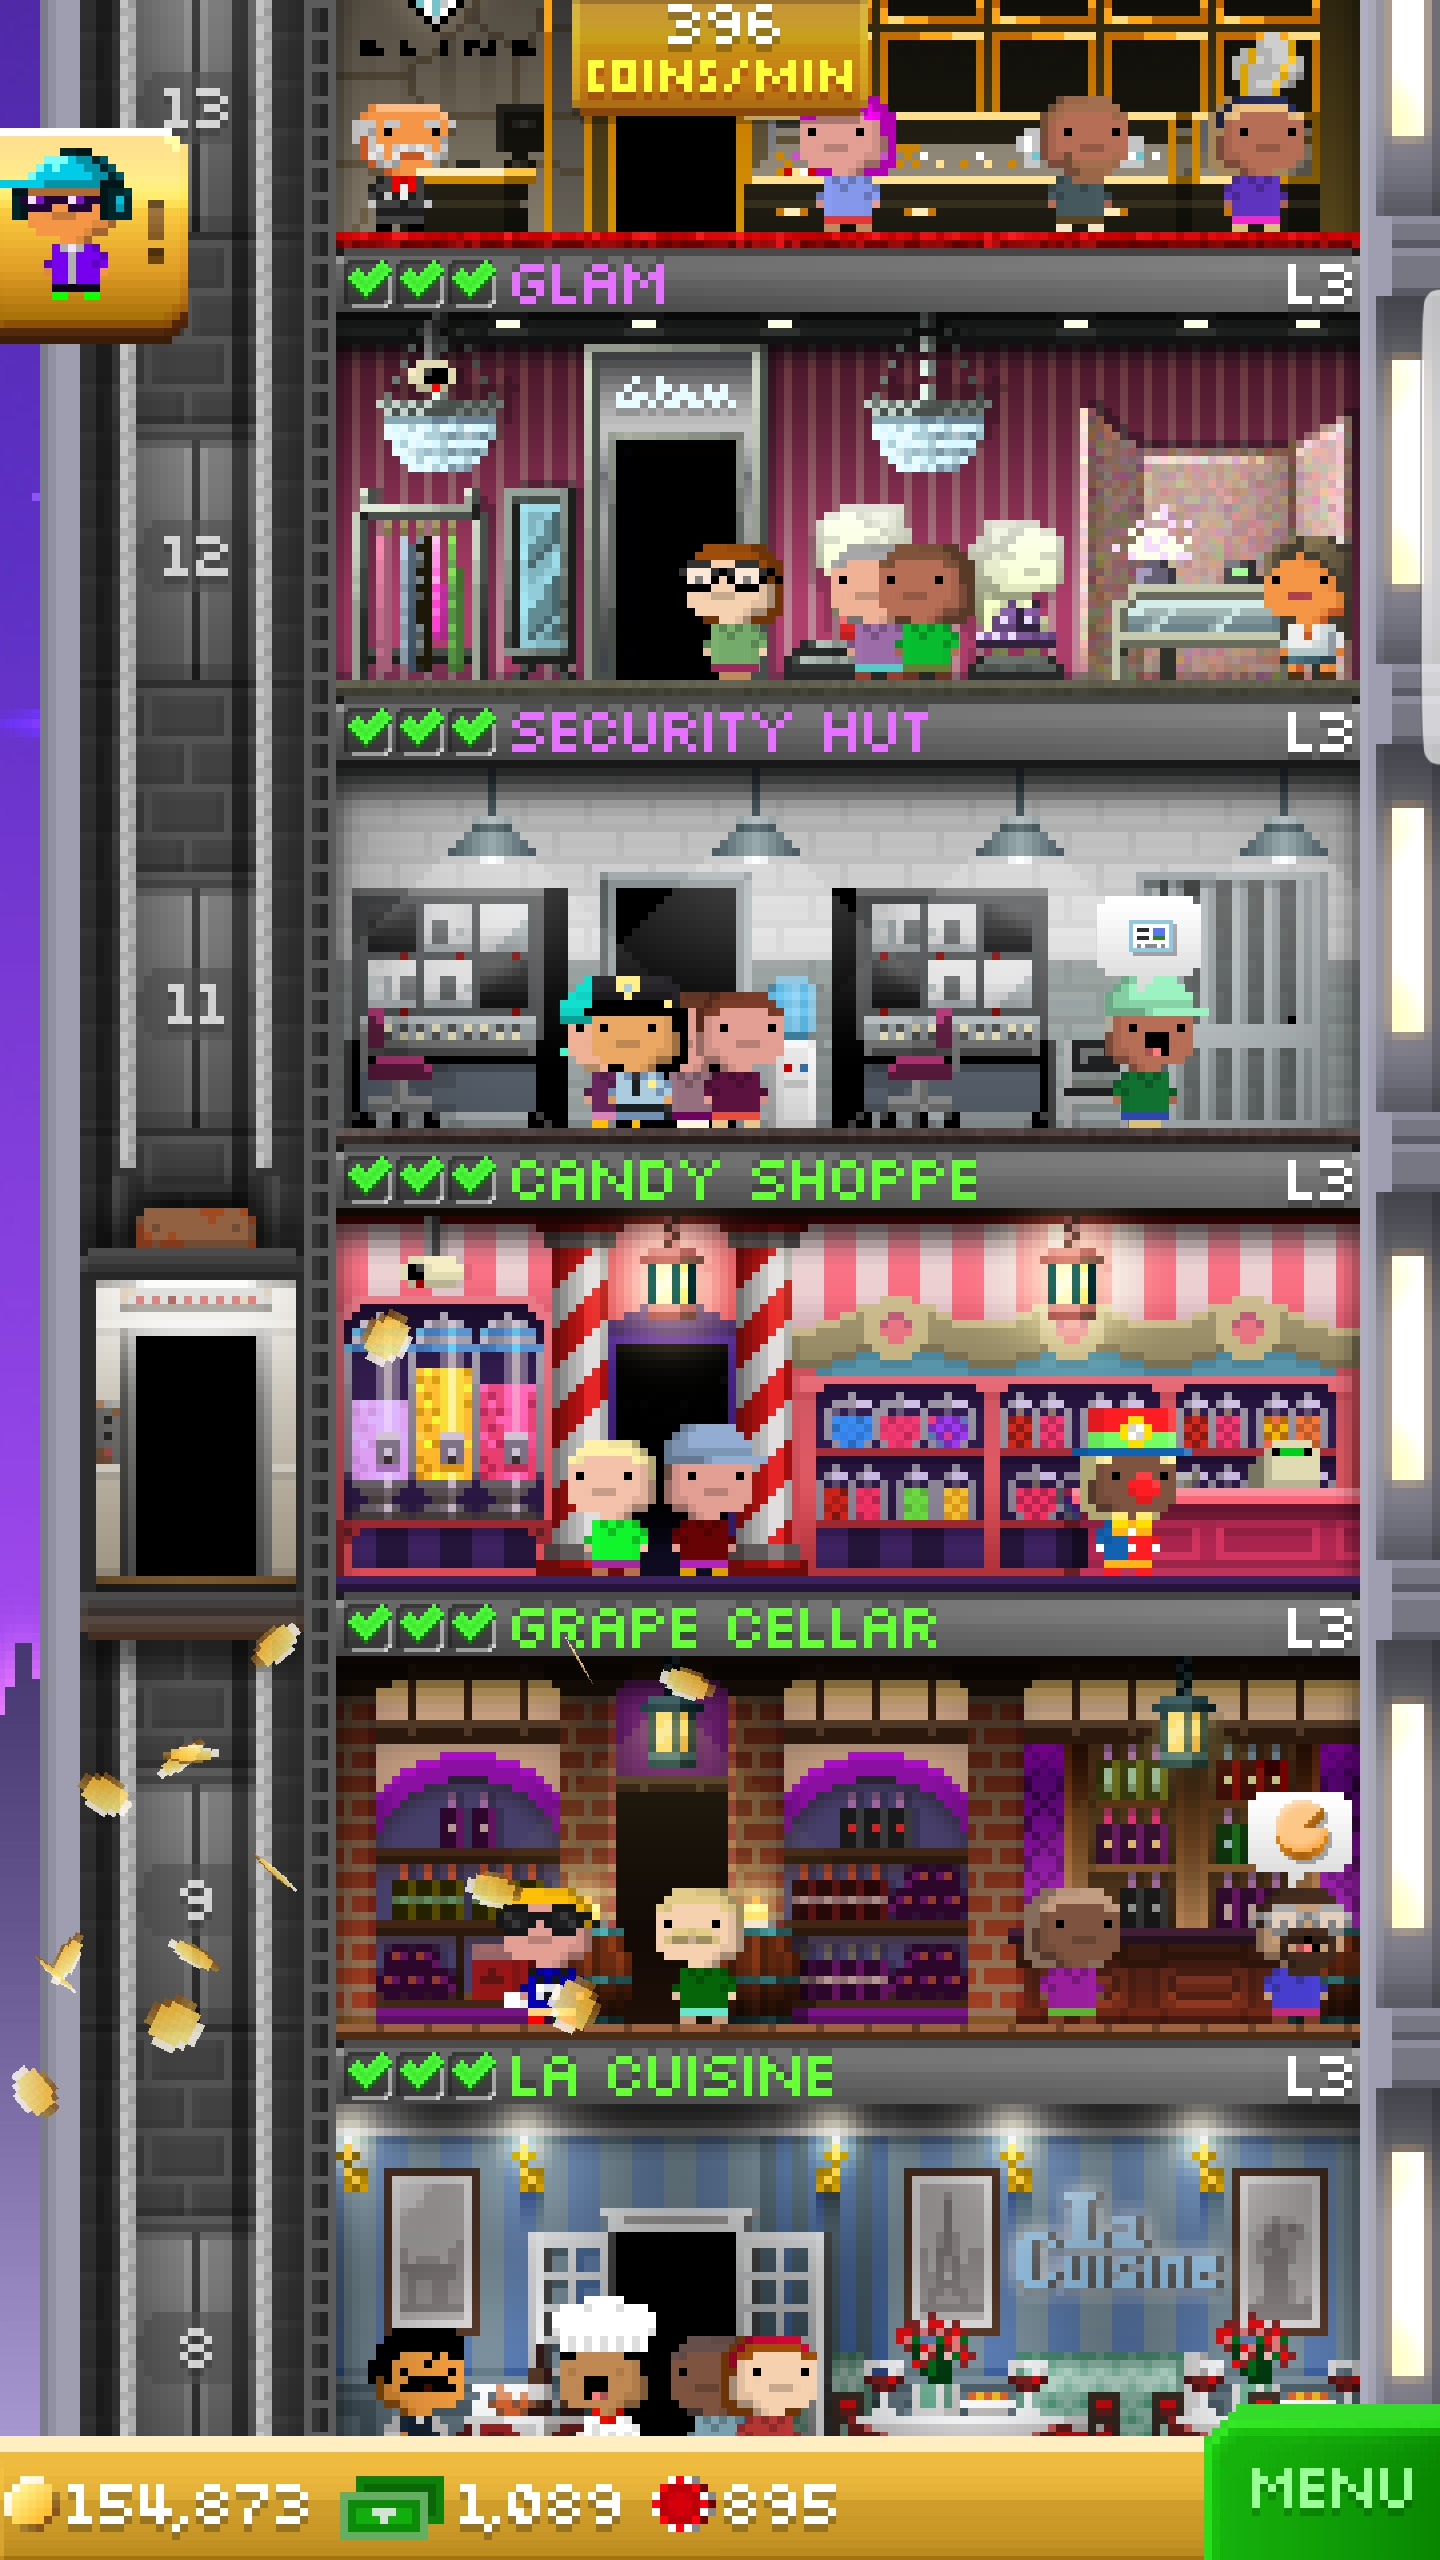 BLING
396
COINS/MIN
13
GLAM L3
Glam
12
SECURITY HUT L3
11
CANDY SHOPPE L3
GRAPE CELLAR L3
9
LA CUISINE L3
La
Cuisine
8
154,873 1,089 895
MENU